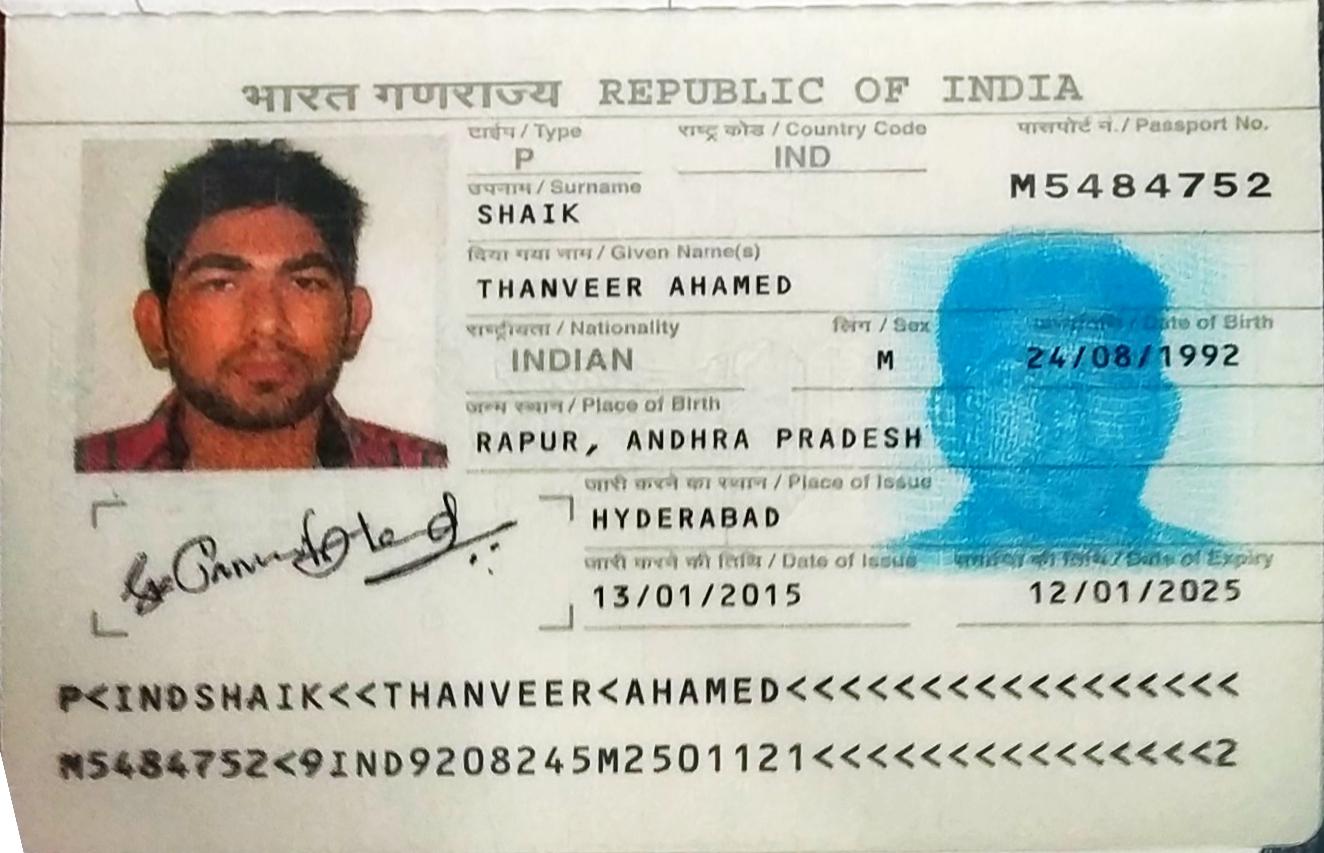 भारत गणराज्य REPUBLIC OF INDIA
टाईप / Type राष्ट्र कोड / Country Code पासपोर्ट नं. / Passport No.
P IND M5484752
उपनाम / Surname
SHAIK
दिया गया नाम / Given Name(s)
THANVEER AHAMED
राष्ट्रीयता / Nationality लिंग / Sex / Date of Birth
INDIAN M 24/08/1992
जन्म स्थान / Place of Birth
RAPUR, ANDHRA PRADESH
जारी करने का स्थान / Place of Issue
HYDERABAD
जारी करने की तिथि / Date of Issue समाप्ति की तिथि / Date of Expiry
13/01/2015 12/01/2025
P<INDSHAIK<<THANVEER<AHAMED<<<<<<<<<<<<<<<<<
M5484752<9IND9208245M2501121<<<<<<<<<<<<<<<2